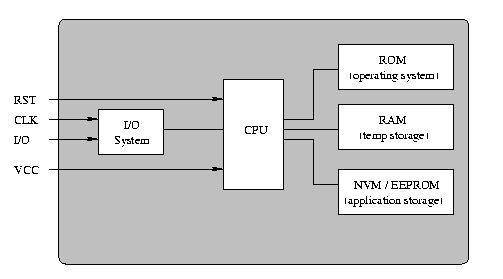 ROM
(operating system)
RST
CLK
I/O
I/O
System
CPU
RAM
(temp storage)
VCC
NVM / EEPROM
(application storage)